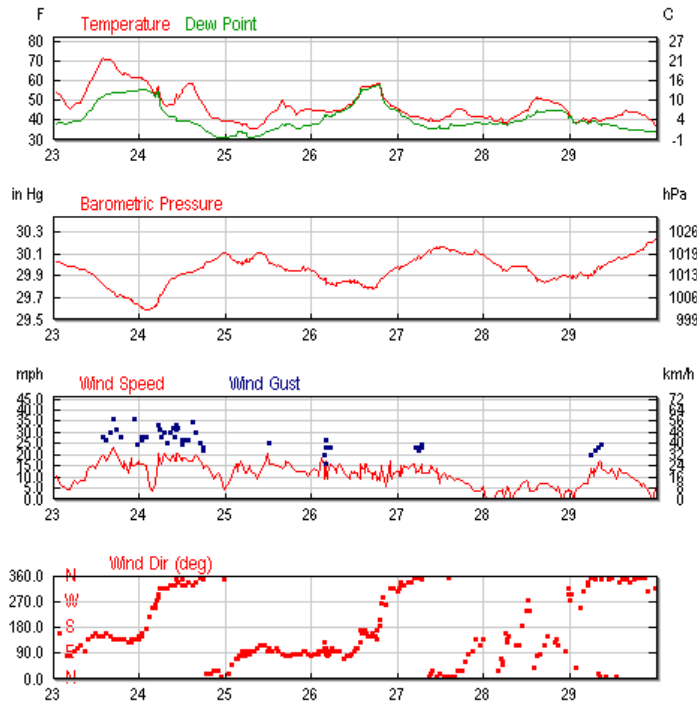 F C
Temperature Dew Point
80 27
70 21
60 16
50 10
40 4
30 -1
23 24 25 26 27 28 29
in Hg hPa
Barometric Pressure
30.3 1026
30.1 1019
29.9 1013
29.7 1006
29.5 999
23 24 25 26 27 28 29
mph km/h
Wind Speed Wind Gust
45.0 72
40.0 64
35.0 56
30.0 48
25.0 40
20.0 32
15.0 24
10.0 16
5.0 8
0.0 0
23 24 25 26 27 28 29
Wind Dir (deg)
360.0 N
270.0 W
180.0 S
90.0 E
0.0 N
23 24 25 26 27 28 29